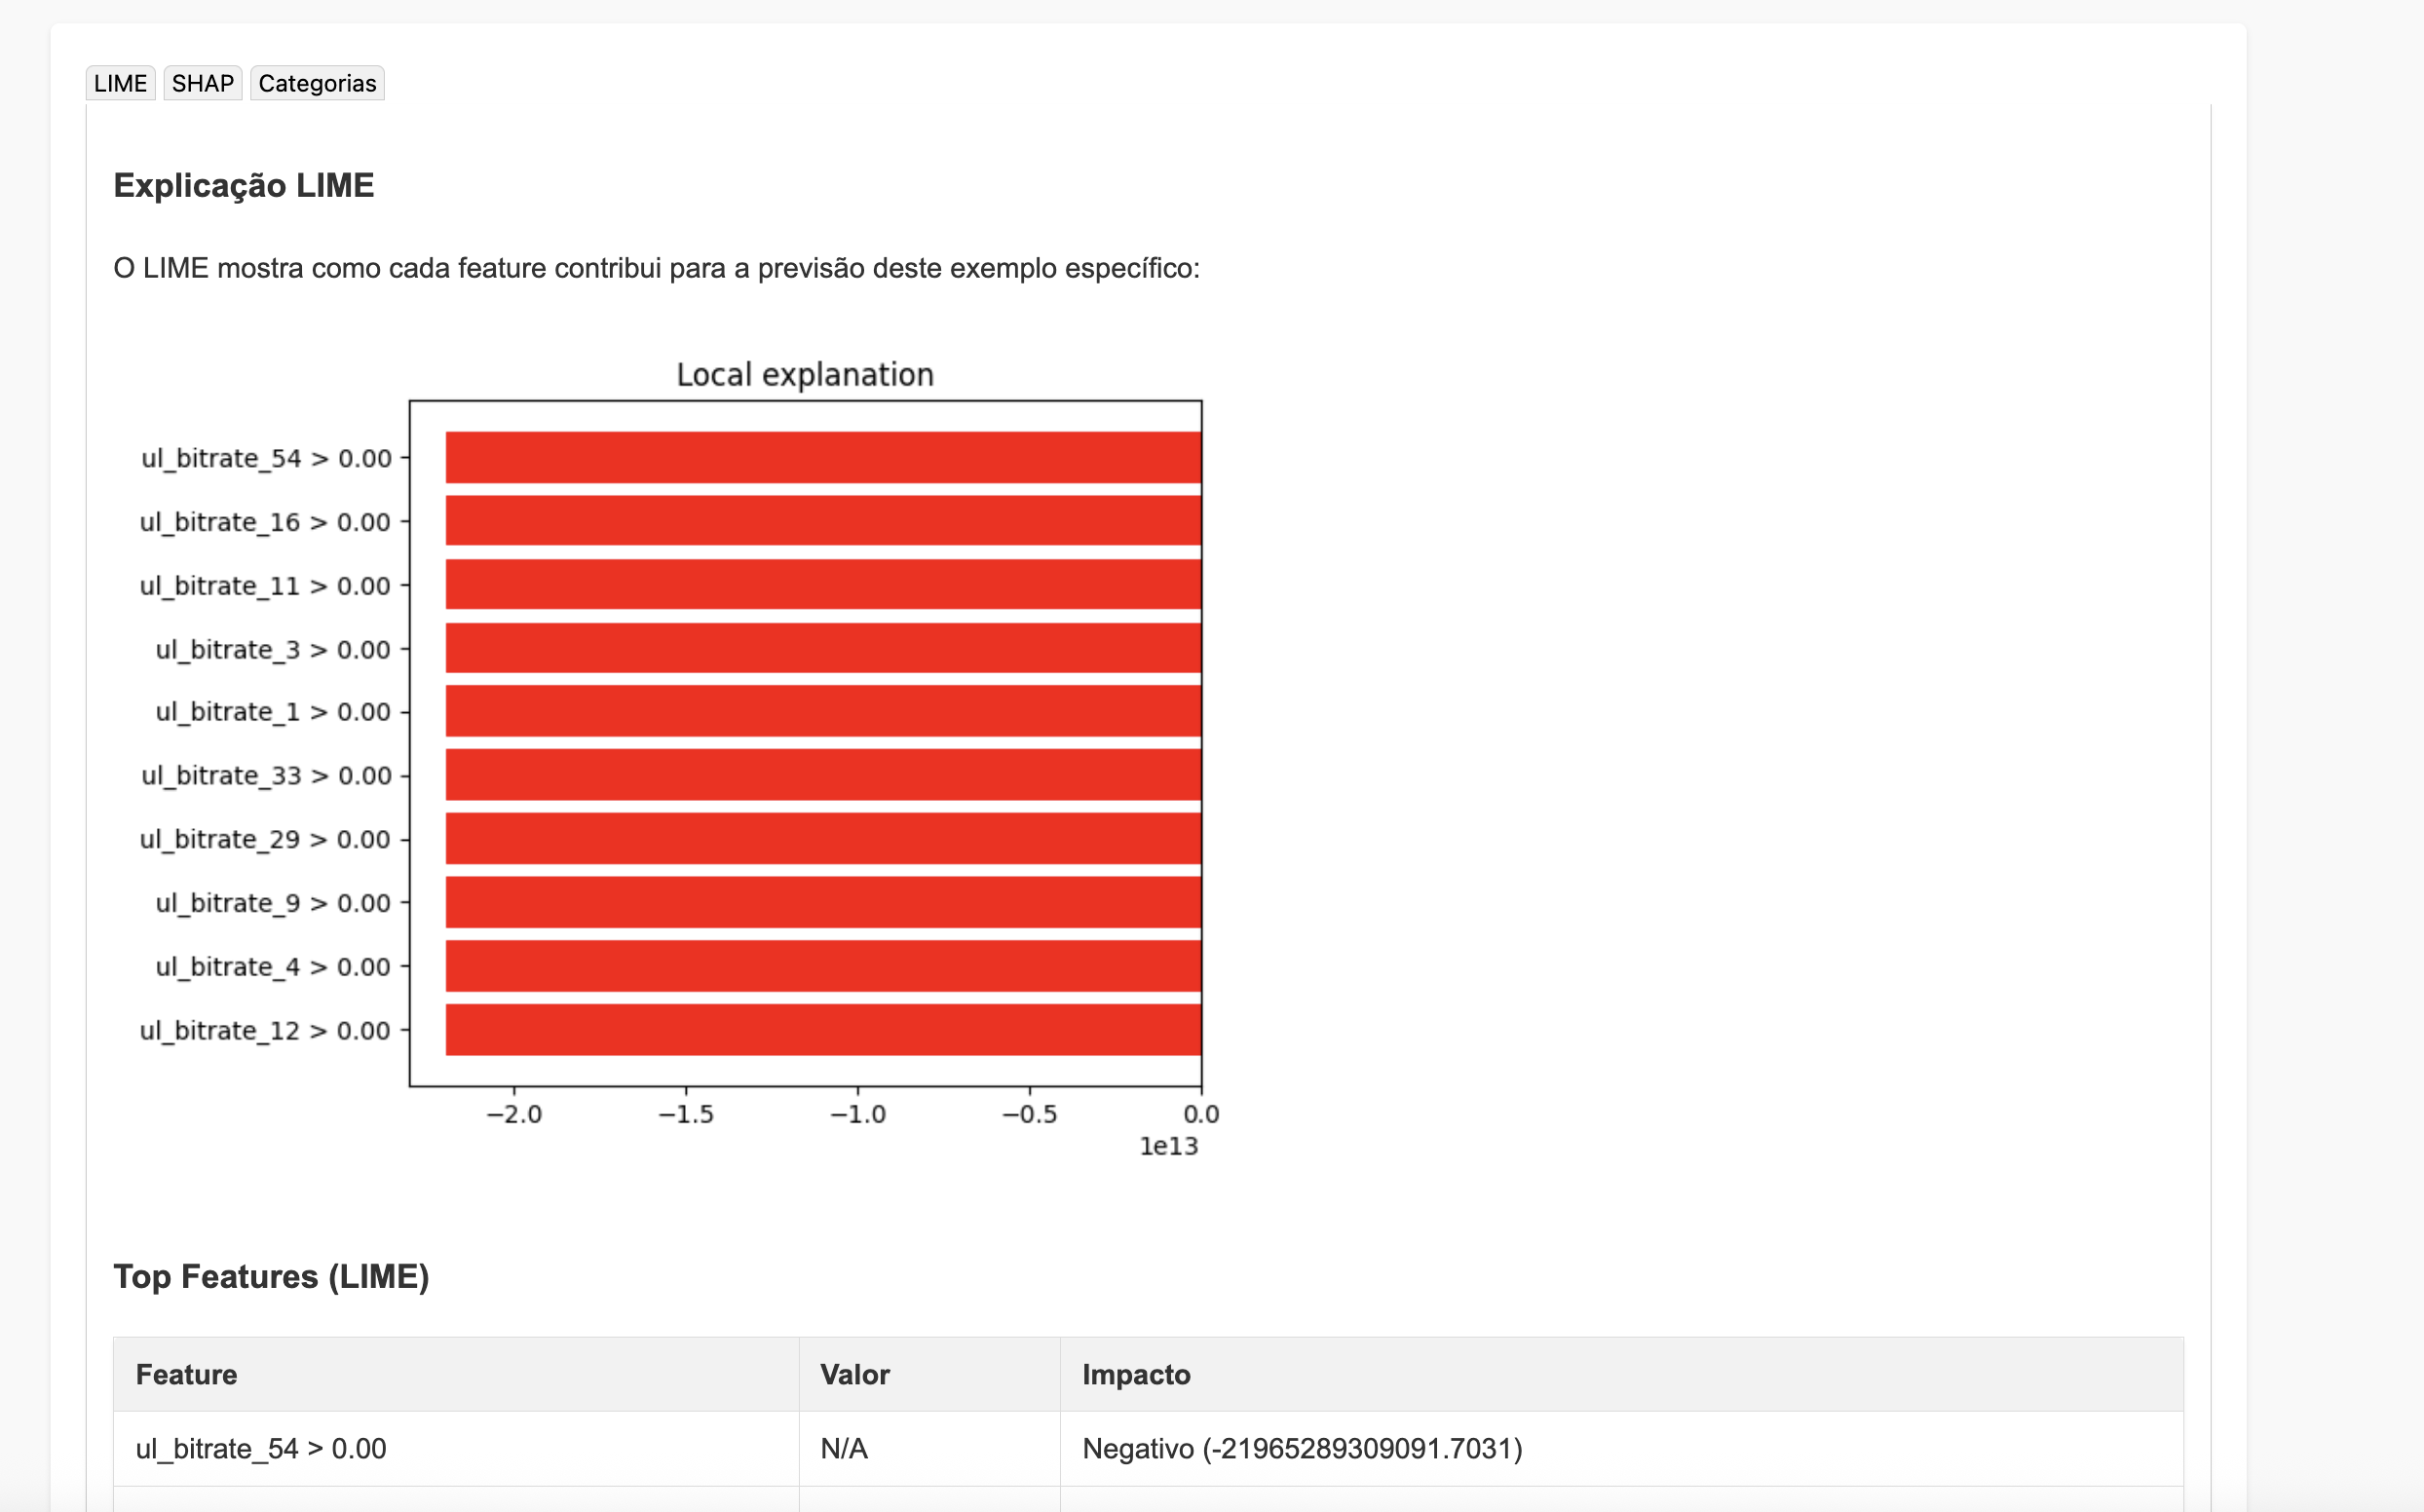 LIME SHAP Categorias
Explicação LIME
O LIME mostra como cada feature contribui para a previsão deste exemplo específico:
Local explanation
ul_bitrate_54 > 0.00
ul_bitrate_16 > 0.00
ul_bitrate_11 > 0.00
ul_bitrate_3 > 0.00
ul_bitrate_1 > 0.00
ul_bitrate_33 > 0.00
ul_bitrate_29 > 0.00
ul_bitrate_9 > 0.00
ul_bitrate_4 > 0.00
ul_bitrate_12 > 0.00
−2.0 −1.5 −1.0 −0.5 0.0
1e13
Top Features (LIME)
Feature Valor Impacto
ul_bitrate_54 > 0.00 N/A Negativo (-21965289309091.7031)